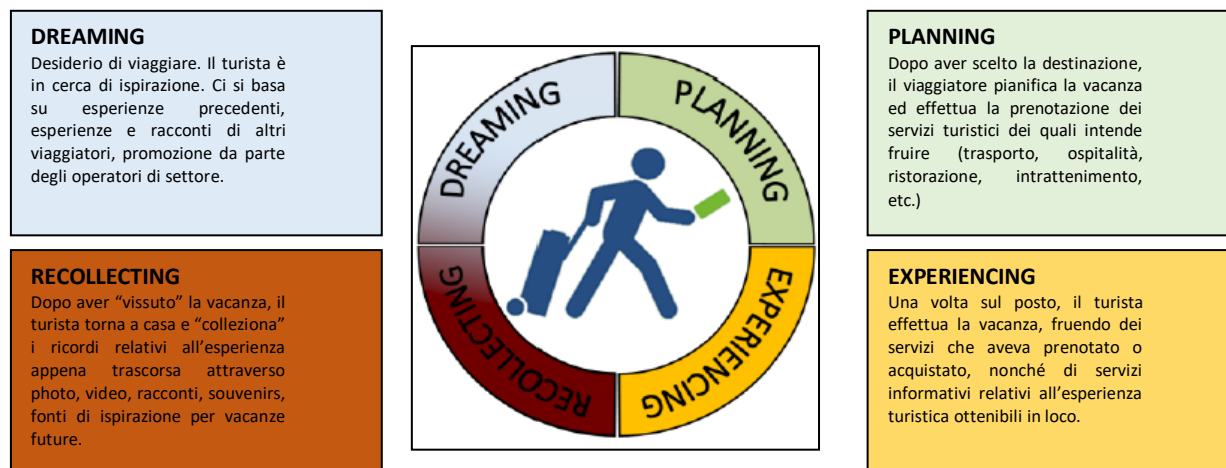 DREAMING
Desiderio di viaggiare. Il turista è
in cerca di ispirazione. Ci si basa
su esperienze precedenti,
esperienze e racconti di altri
viaggiatori, promozione da parte
degli operatori di settore.
DREAMING
PLANNING
EXPERIENCING
RECOLLECTING
PLANNING
Dopo aver scelto la destinazione,
il viaggiatore pianifica la vacanza
ed effettua la prenotazione dei
servizi turistici dei quali intende
fruire (trasporto, ospitalità,
ristorazione, intrattenimento,
etc.)
RECOLLECTING
Dopo aver “vissuto” la vacanza, il
turista torna a casa e “colleziona”
i ricordi relativi all’esperienza
appena trascorsa attraverso
photo, video, racconti, souvenirs,
fonti di ispirazione per vacanze
future.
EXPERIENCING
Una volta sul posto, il turista
effettua la vacanza, fruendo dei
servizi che aveva prenotato o
acquistato, nonché di servizi
informativi relativi all’esperienza
turistica ottenibili in loco.